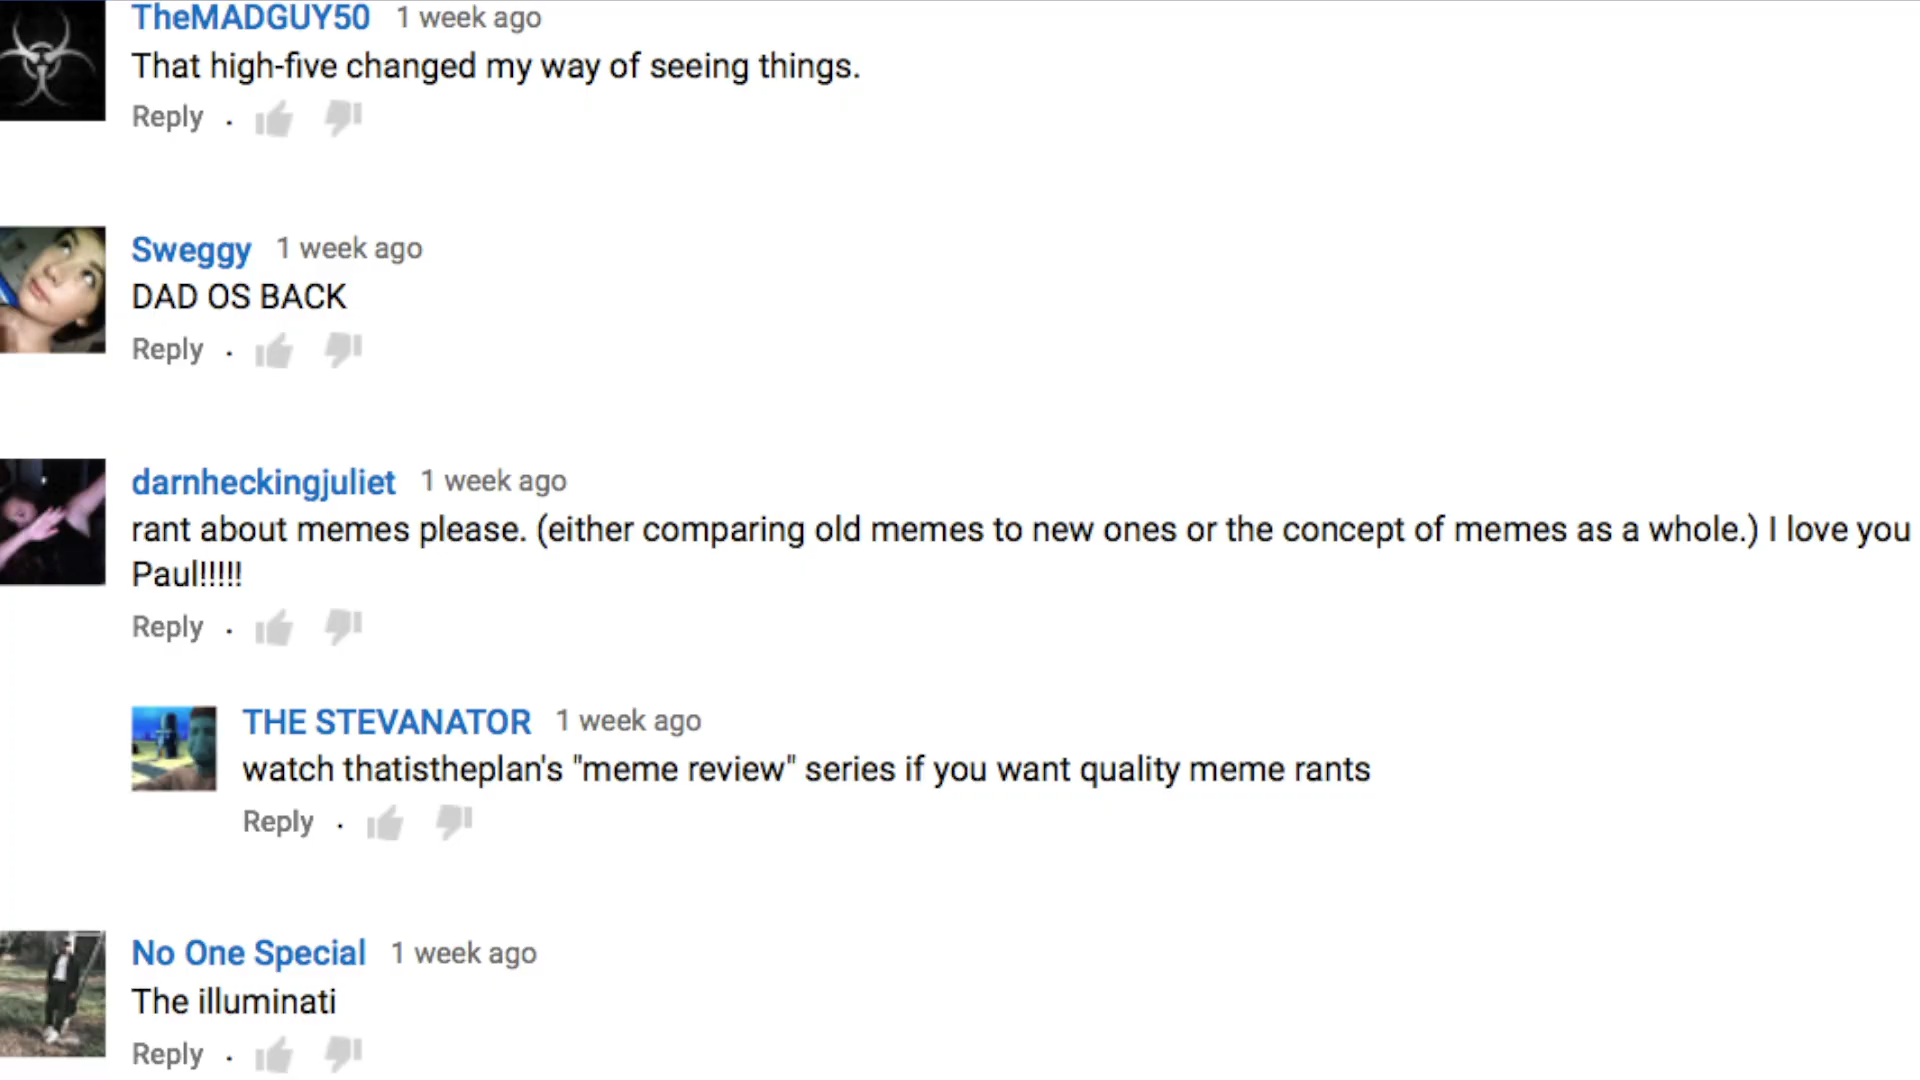 TheMADGUY50 1 week ago
That high-five changed my way of seeing things.
Reply .
Sweggy 1 week ago
DAD OS BACK
Reply .
darnheckingjuliet 1 week ago
rant about memes please. (either comparing old memes to new ones or the concept of memes as a whole.) I love you
Paul!!!!!
Reply .
THE STEVANATOR 1 week ago
watch thatistheplan's "meme review" series if you want quality meme rants
Reply .
No One Special 1 week ago
The illuminati
Reply .